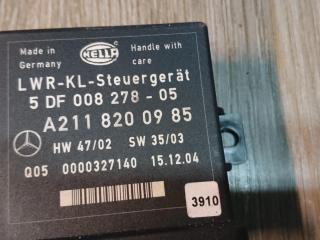 Made in
Germany
HELLA
Handle with
care
LWR-KL-Steuergerät
5 DF 008 278 - 05
A211 820 09 85
HW 47/02 SW 35/03
Q05 0000327140 15.12.04
3910